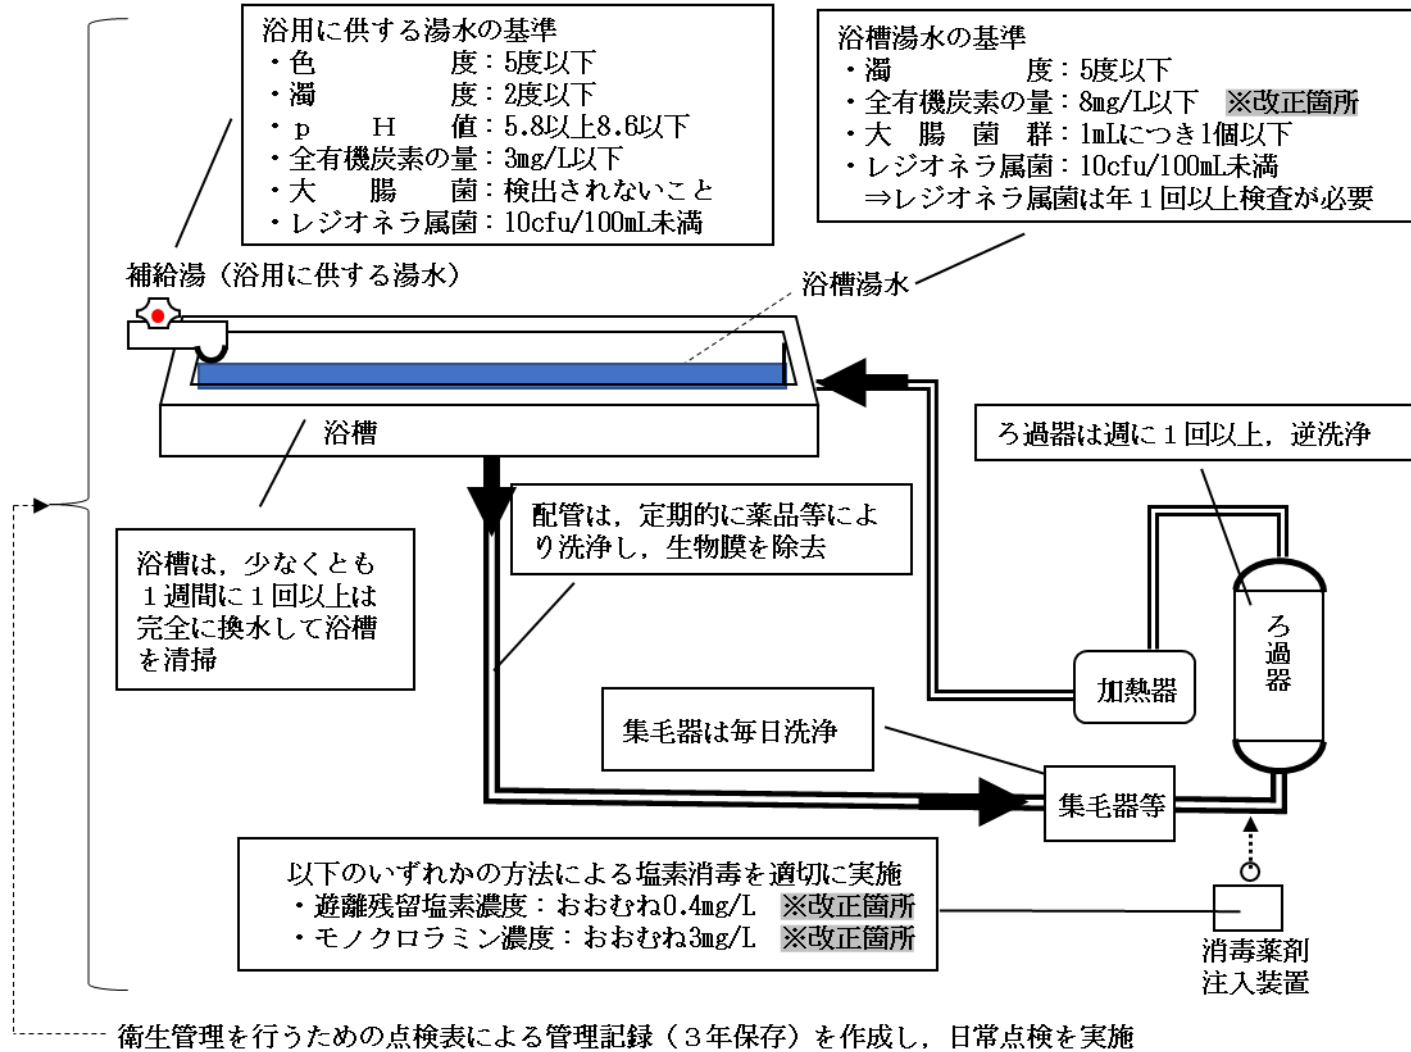 浴用に供する湯水の基準
・色　　　　度：5度以下
・濁　　　　度：2度以下
・ｐ　Ｈ　値：5.8以上8.6以下
・全有機炭素の量：3mg/L以下
・大　腸　菌：検出されないこと
・レジオネラ属菌：10cfu/100mL未満
浴槽湯水の基準
・濁　　　　度：5度以下
・全有機炭素の量：8mg/L以下　※改正箇所
・大　腸　菌　群：1mLにつき1個以下
・レジオネラ属菌：10cfu/100mL未満
⇒レジオネラ属菌は年１回以上検査が必要
補給湯（浴用に供する湯水）
浴槽湯水
浴槽
ろ過器は週に１回以上，逆洗浄
配管は，定期的に薬品等によ
り洗浄し，生物膜を除去
浴槽は，少なくとも
１週間に１回以上は
完全に換水して浴槽
を清掃
ろ過器
加熱器
集毛器は毎日洗浄
集毛器等
以下のいずれかの方法による塩素消毒を適切に実施
・遊離残留塩素濃度：おおむね0.4mg/L　※改正箇所
・モノクロラミン濃度：おおむね3mg/L　※改正箇所
消毒薬剤
注入装置
衛生管理を行うための点検表による管理記録（３年保存）を作成し，日常点検を実施